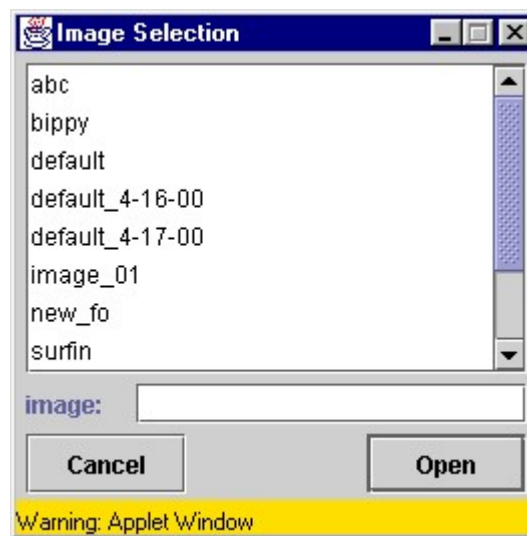 Image Selection
abc
bippy
default
default_4-16-00
default_4-17-00
image_01
new_fo
surfin
image:
Cancel Open
Warning: Applet Window